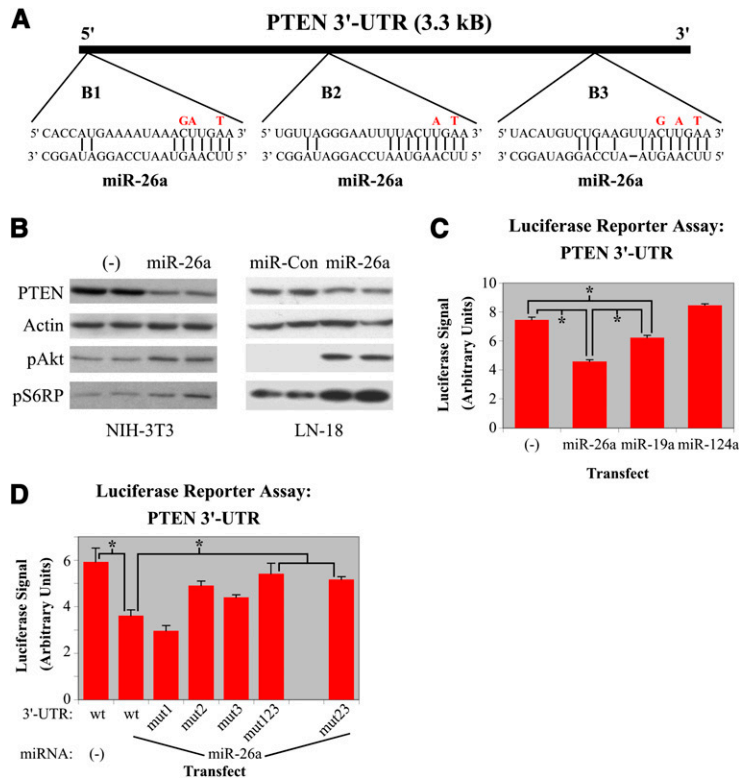 A
PTEN 3'-UTR (3.3 kB)
5'
3'
B1
B2
B3
GA T
A T
G A T
5' CACCAUGAAAAUAAACUUGAA 3'
3' CGGAUAGGACCUAAUGAACUU 5'
miR-26a
5' UGUUAGGGAAUUUUACUUGAA 3'
3' CGGAUAGGACCUAAUGAACUU 5'
miR-26a
5' UACAUGUCUGAAGUUACUUGAA 3'
3' CGGAUAGGACCUA-AUGAACUU 5'
miR-26a
B
(-) miR-26a
miR-Con miR-26a
PTEN
Actin
pAkt
pS6RP
NIH-3T3
LN-18
C
Luciferase Reporter Assay:
PTEN 3'-UTR
Luciferase Signal
(Arbitrary Units)
10
8
6
4
2
0
*
*
*
(-) miR-26a miR-19a miR-124a
Transfect
D
Luciferase Reporter Assay:
PTEN 3'-UTR
Luciferase Signal
(Arbitrary Units)
6
4
2
0
*
*
3'-UTR: wt wt mut1 mut2 mut3 mut123 mut23
miRNA: (-) miR-26a
Transfect